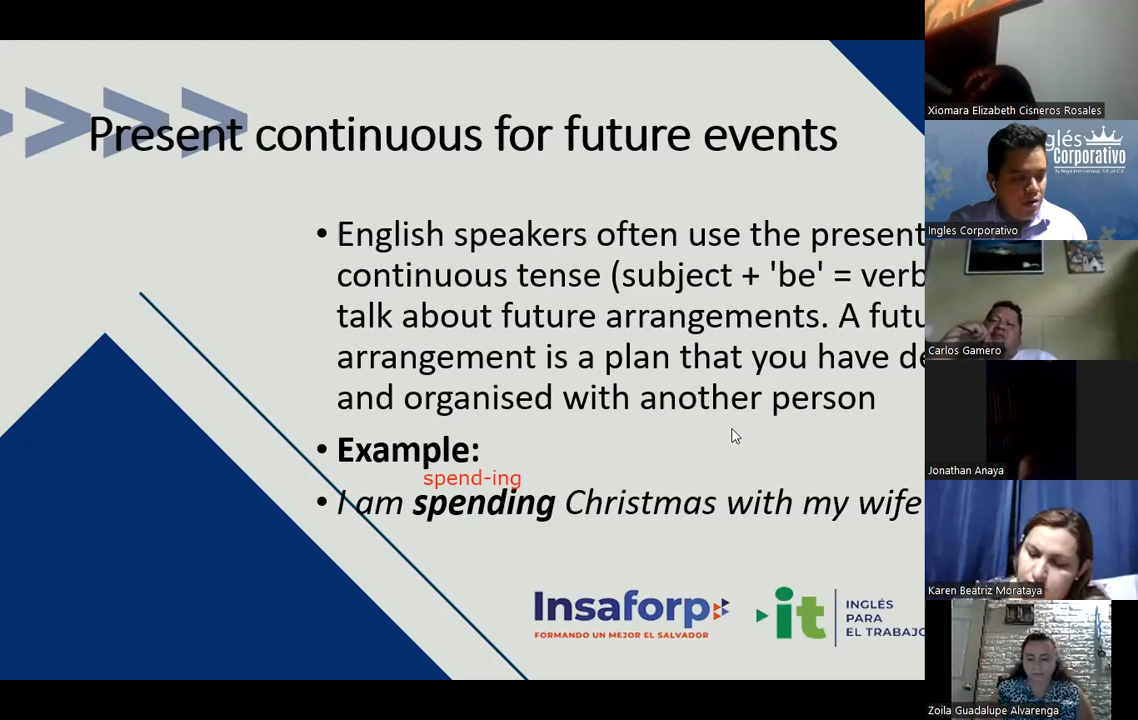 Present continuous for future events
• English speakers often use the present
continuous tense (subject + 'be' = verb
talk about future arrangements. A futu
arrangement is a plan that you have de
and organised with another person
• Example:
spend-ing
• I am spending Christmas with my wife
Insaforp
FORMANDO UN MEJOR EL SALVADOR
it
INGLÉS
PARA
EL TRABAJO
Xiomara Elizabeth Cisneros Rosales
glés
Corporativo
Ingles Corporativo
Carlos Gamero
Jonathan Anaya
Karen Beatriz Morataya
Zoila Guadalupe Alvarenga